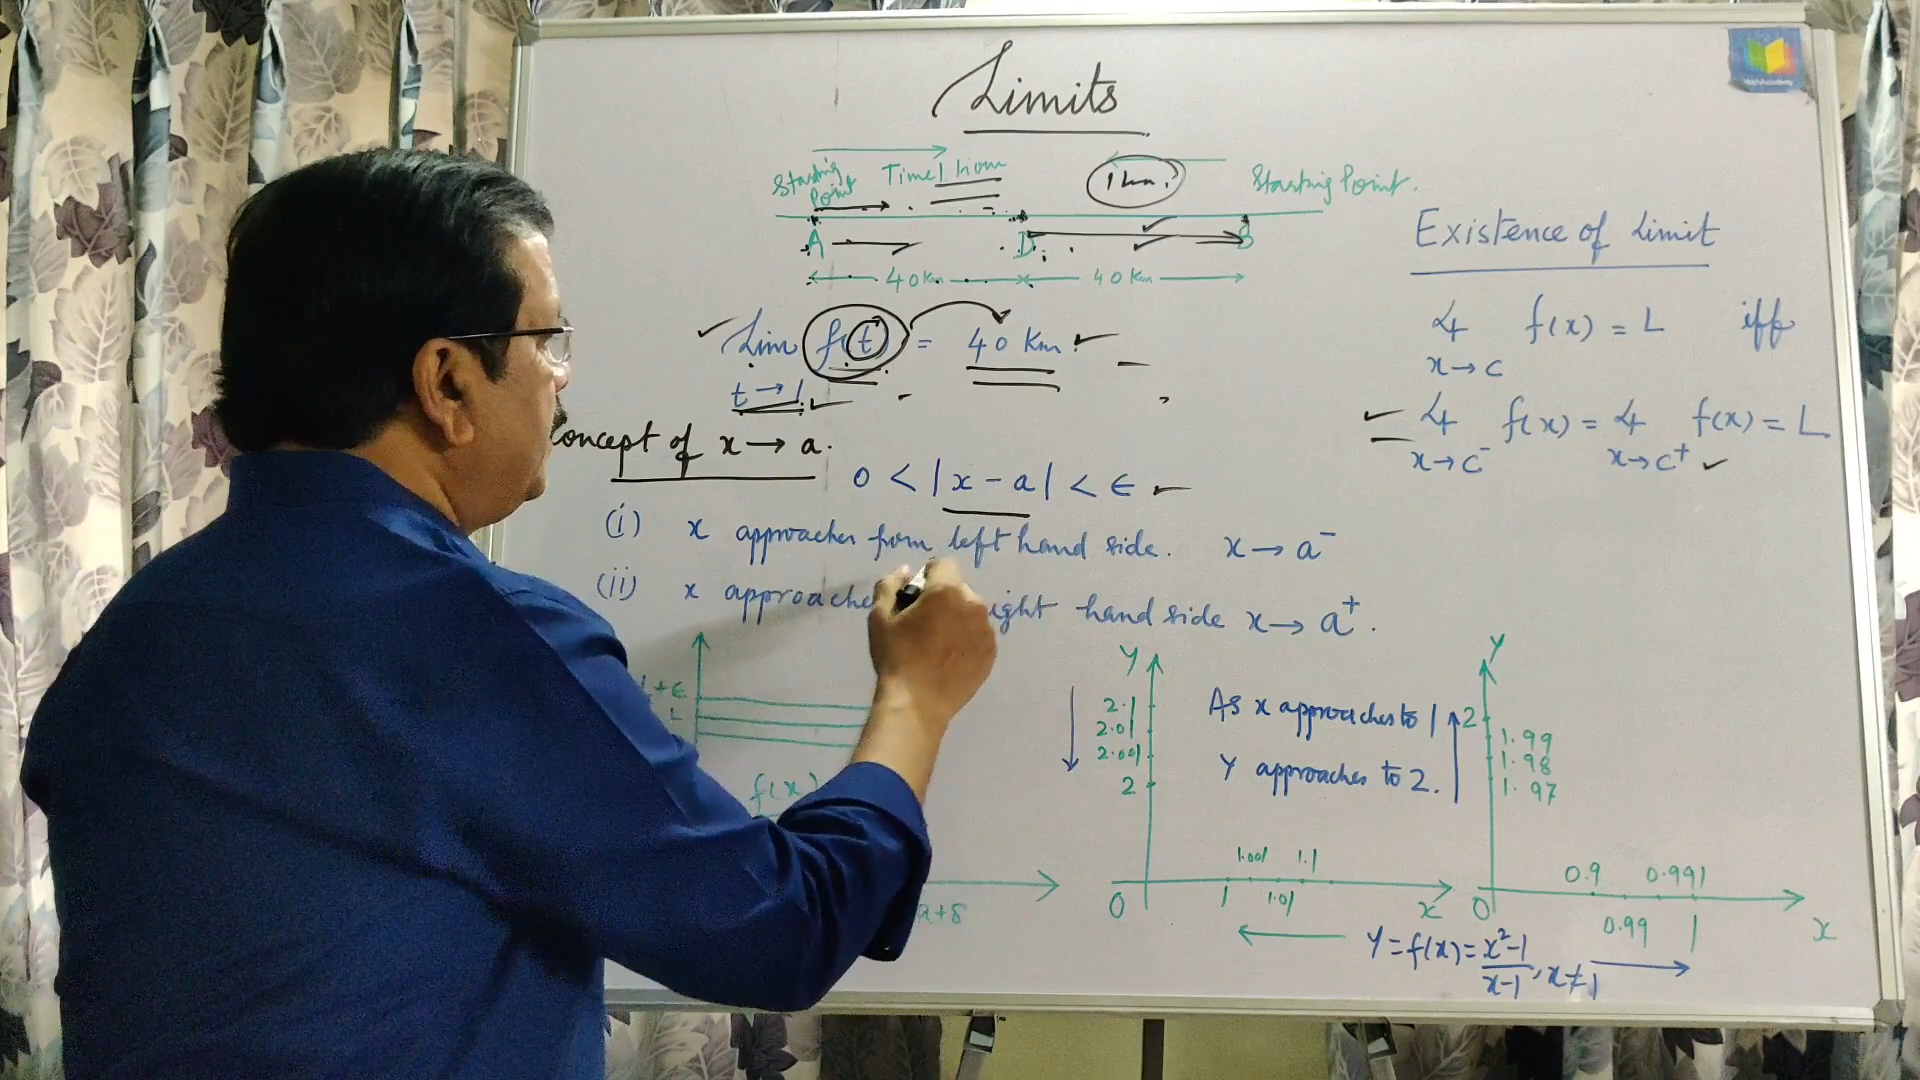 Limits
Starting Point Time 1 hour 1 hr. Starting Point.
A D B
40 Km 40 Km
Lim f(t) = 40 Km
t → 1
Concept of x → a.
0 < |x - a| < ε
(i) x approaches from left hand side. x → a⁻
(ii) x approaches right hand side x → a⁺.
Existence of Limit
Lt f(x) = L iff
x → c
Lt f(x) = Lt f(x) = L
x → c⁻ x → c⁺
L + ε
L
f(x)
a+δ
Y
2.1
2.01
2.001
2
1.001 1.1
0 1 1.01 x
As x approaches to 1
Y approaches to 2.
Y
2
1.99
1.98
1.97
0.9 0.991
0 0.99 1 x
Y = f(x) = x²-1
x-1 , x ≠ 1